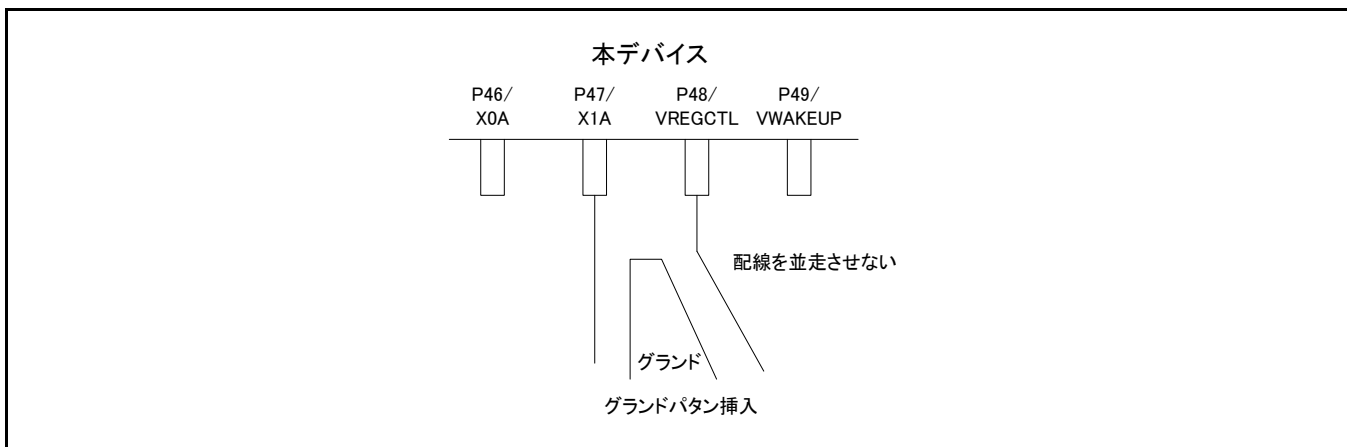 本デバイス
P46/ P47/ P48/ P49/
X0A X1A VREGCTL VWAKEUP
配線を並走させない
グランド
グランドパタン挿入